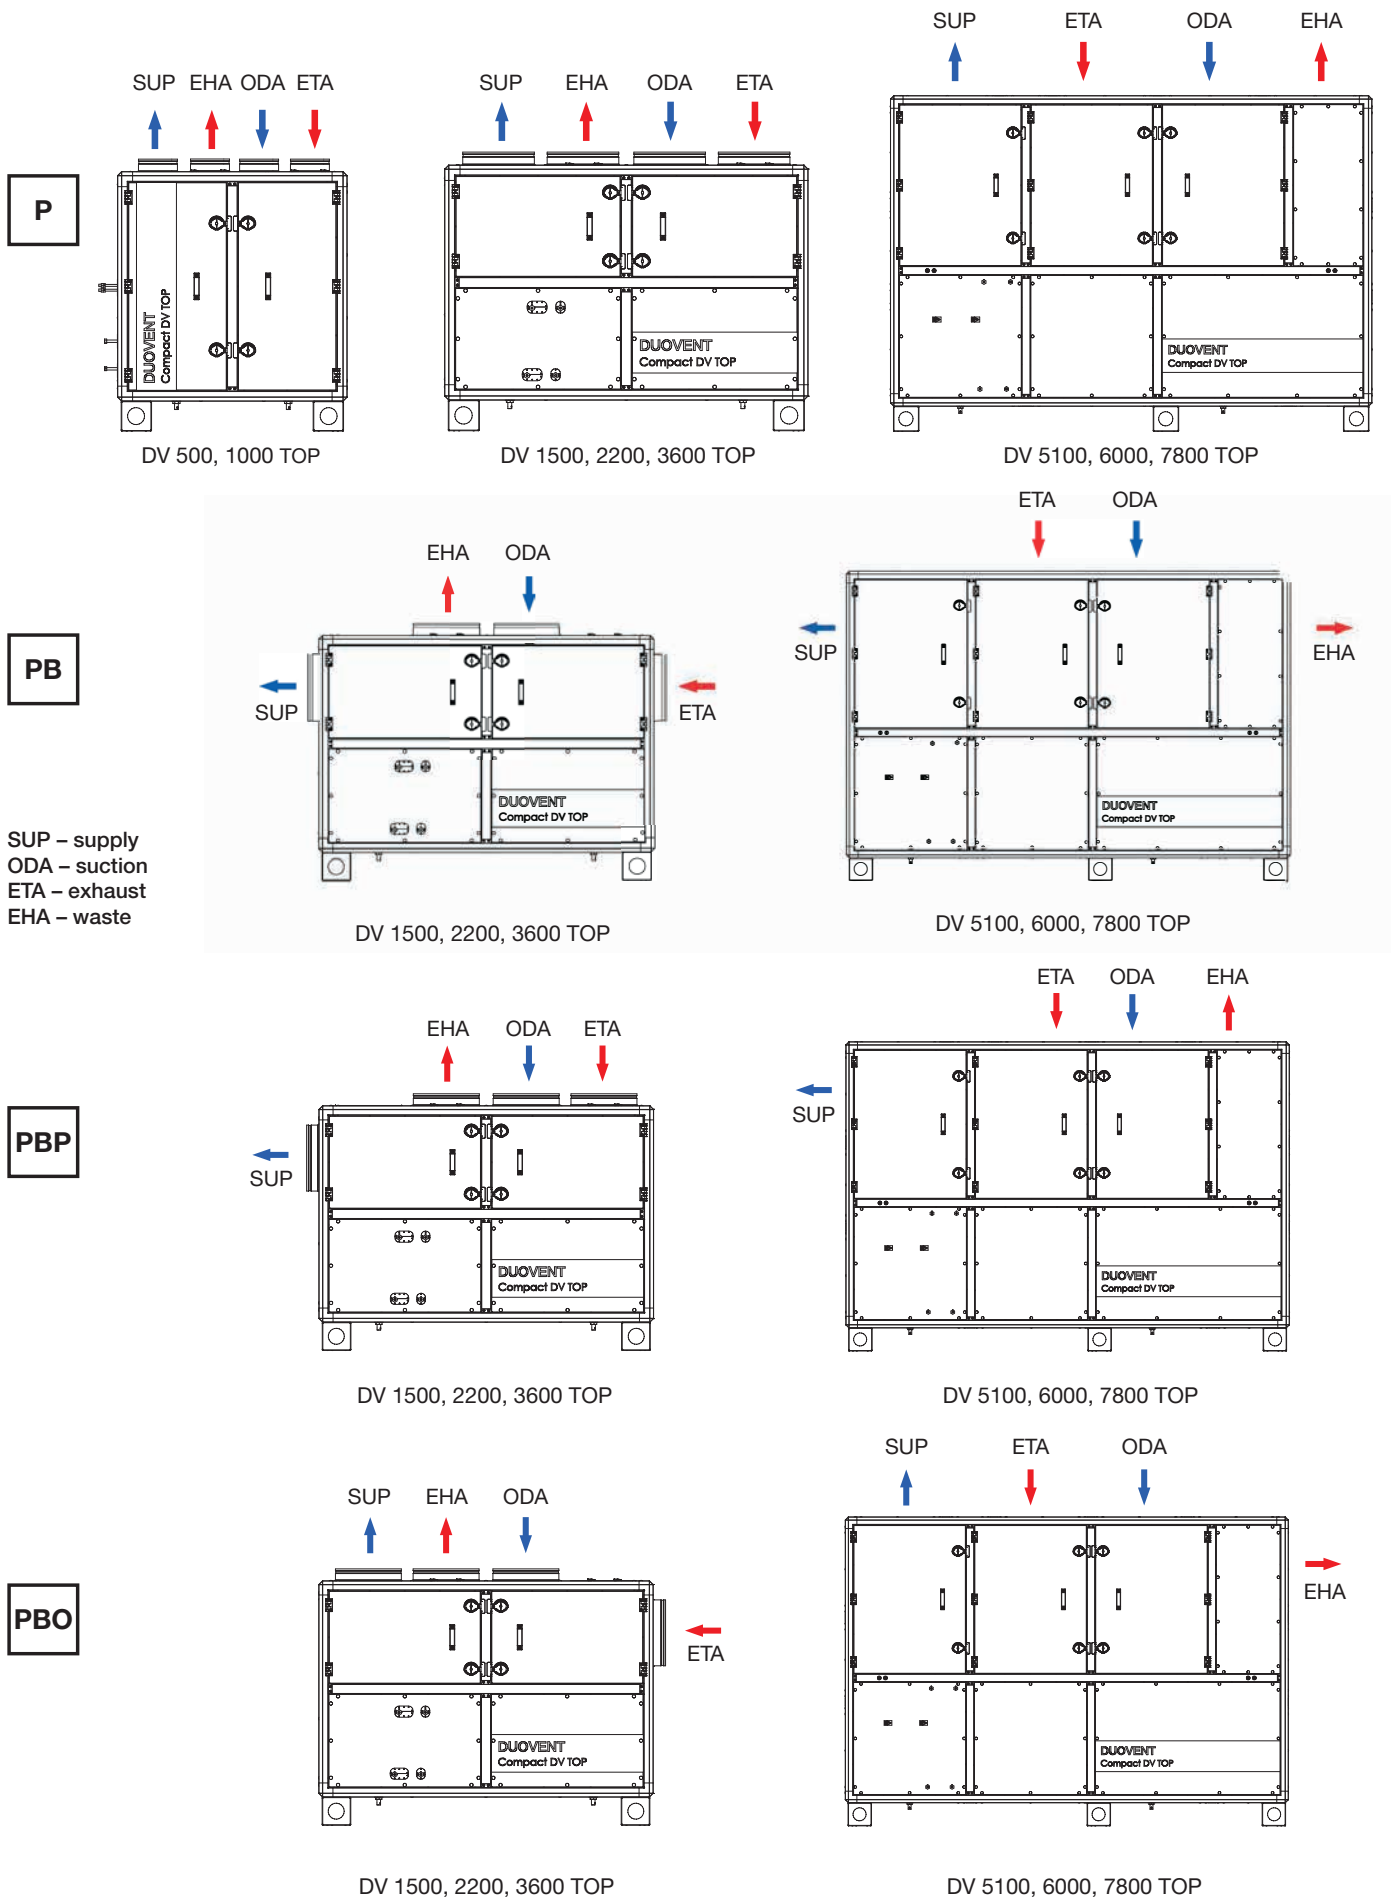 SUP ETA ODA EHA
SUP EHA ODA ETA
SUP EHA ODA ETA
P
DUOVENT
Compact DV TOP
DUOVENT
Compact DV TOP
DUOVENT
Compact DV TOP
DV 500, 1000 TOP
DV 1500, 2200, 3600 TOP
DV 5100, 6000, 7800 TOP
PB
EHA ODA
SUP
ETA
DUOVENT
Compact DV TOP
DV 1500, 2200, 3600 TOP
ETA ODA
SUP
EHA
DUOVENT
Compact DV TOP
DV 5100, 6000, 7800 TOP
SUP – supply
ODA – suction
ETA – exhaust
EHA – waste
PBP
EHA ODA ETA
SUP
DUOVENT
Compact DV TOP
DV 1500, 2200, 3600 TOP
ETA ODA EHA
SUP
DUOVENT
Compact DV TOP
DV 5100, 6000, 7800 TOP
PBO
SUP EHA ODA
ETA
DUOVENT
Compact DV TOP
DV 1500, 2200, 3600 TOP
SUP ETA ODA
EHA
DUOVENT
Compact DV TOP
DV 5100, 6000, 7800 TOP